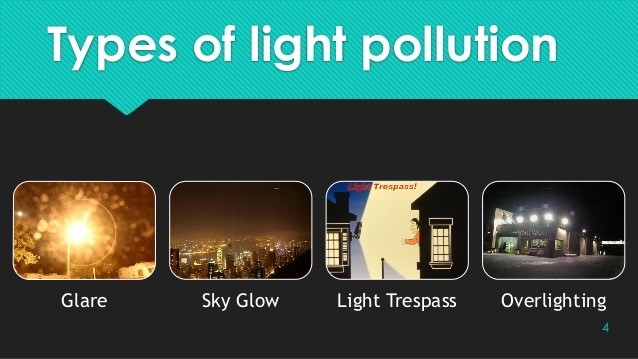 Types of light pollution
Light Trespass!
Glare
Sky Glow
Light Trespass
Overlighting
4